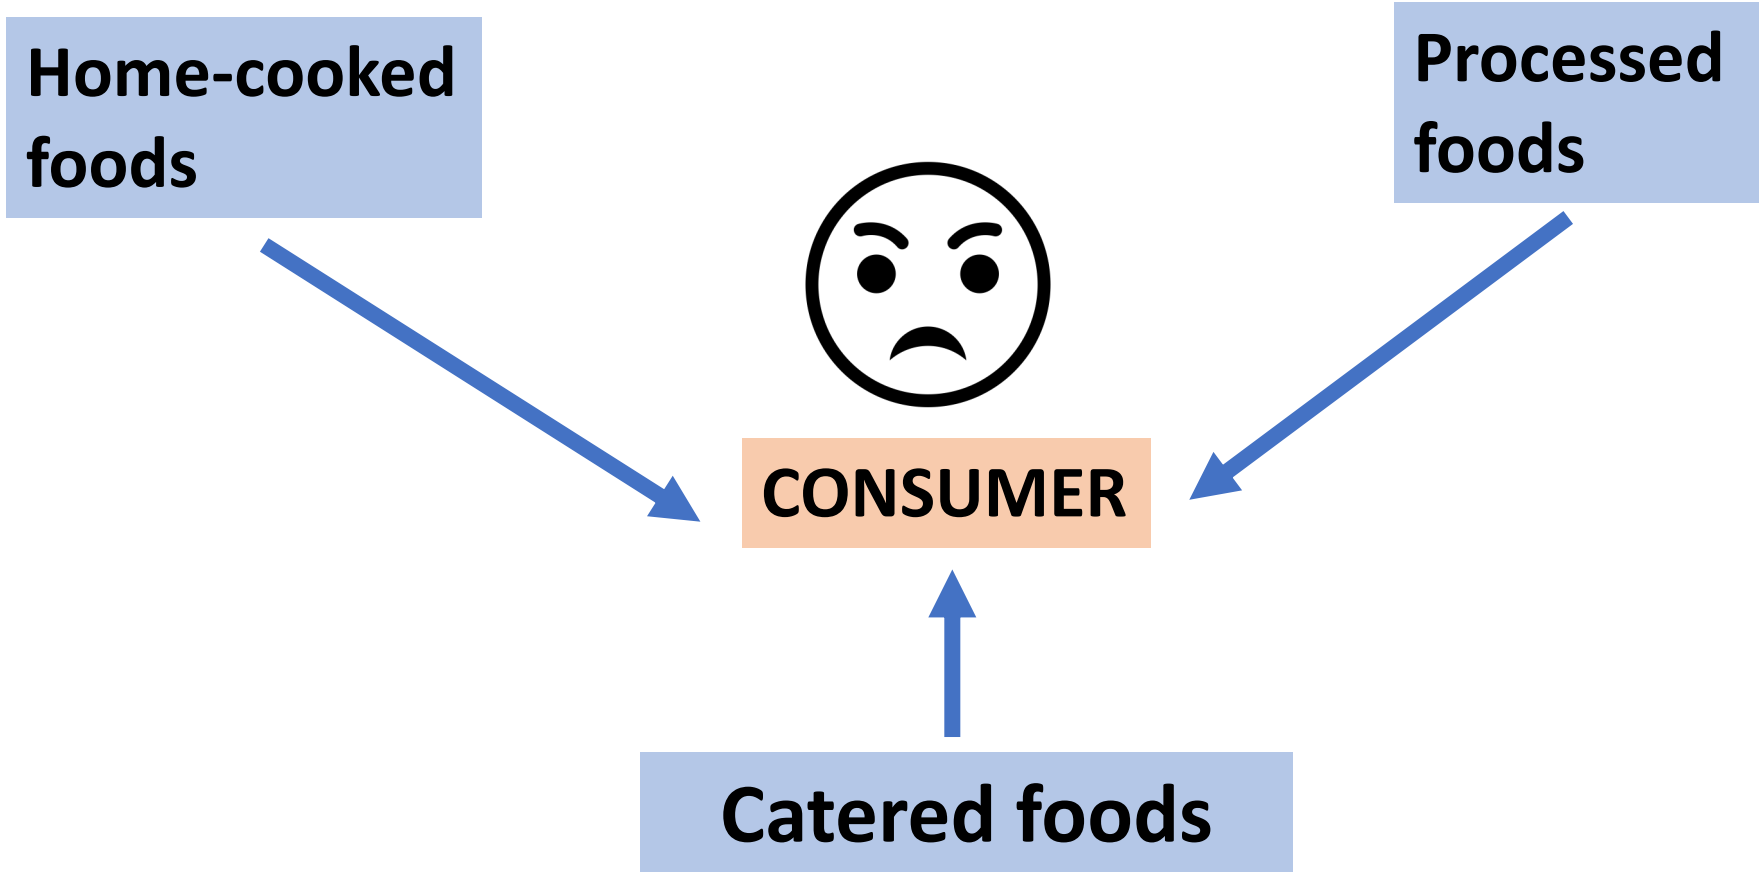 Home-cooked
foods
Processed
foods
CONSUMER
Catered foods